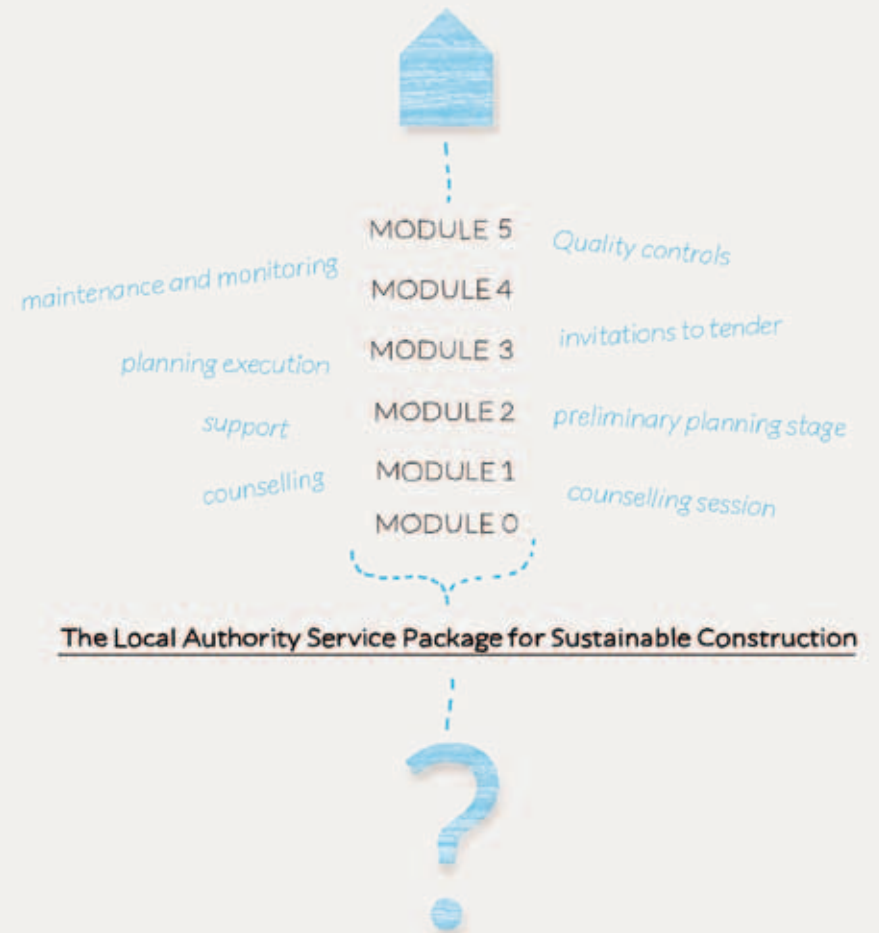 MODULE 5
Quality controls
maintenance and monitoring
MODULE 4
invitations to tender
MODULE 3
planning execution
MODULE 2
preliminary planning stage
support
MODULE 1
counselling
counselling session
MODULE 0
The Local Authority Service Package for Sustainable Construction
?